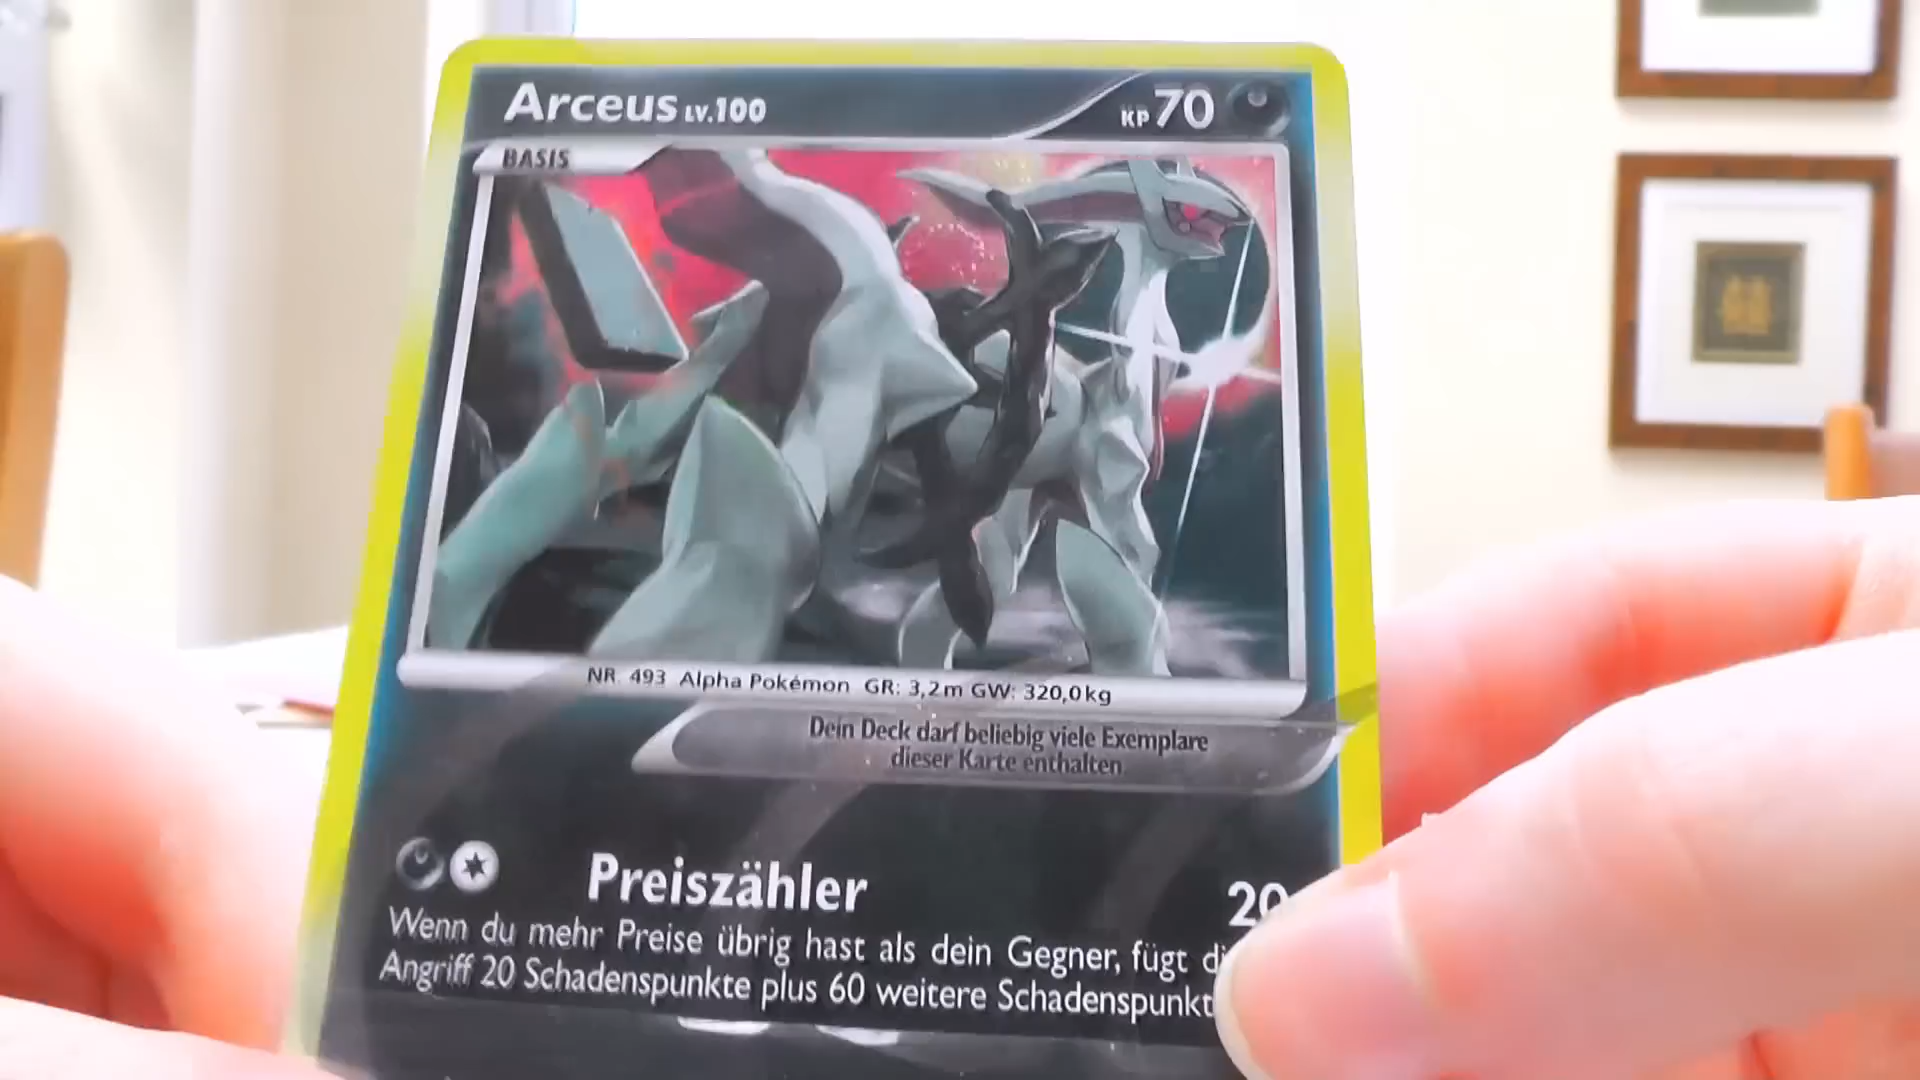 Arceus LV.100
KP 70
BASIS
NR. 493 Alpha Pokémon GR: 3,2m GW: 320,0kg
Dein Deck darf beliebig viele Exemplare
dieser Karte enthalten
Preiszähler 20
Wenn du mehr Preise übrig hast als dein Gegner, fügt
Angriff 20 Schadenspunkte plus 60 weitere